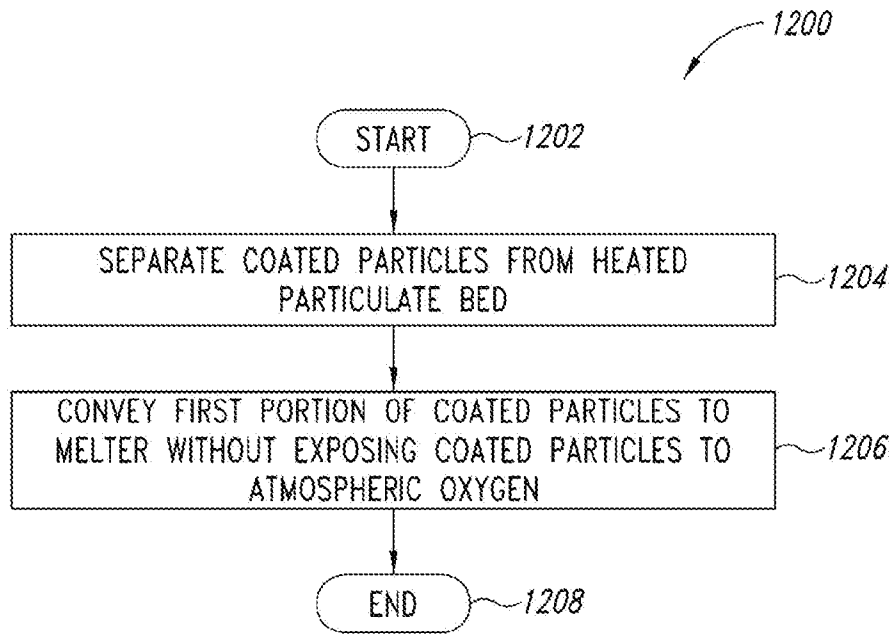 1200
START
1202
SEPARATE COATED PARTICLES FROM HEATED
PARTICULATE BED
1204
CONVEY FIRST PORTION OF COATED PARTICLES TO
MELTER WITHOUT EXPOSING COATED PARTICLES TO
ATMOSPHERIC OXYGEN
1206
END
1208